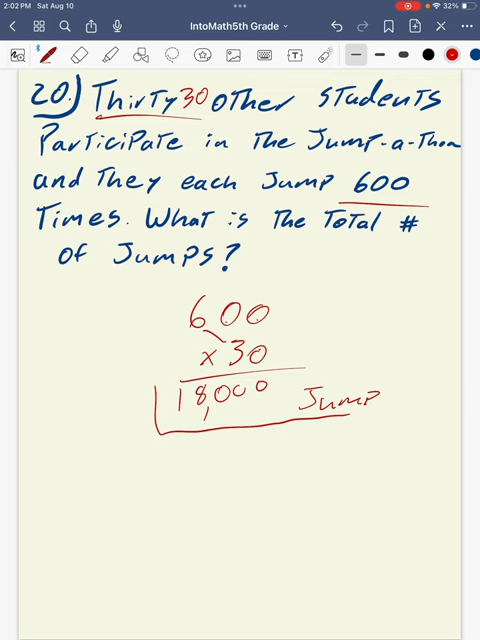 2:02 PM Sat Aug 10
32%
IntoMath5th Grade
20.) Thirty 30 other students
Participate in the Jump-a-Thon
and they each Jump 600
Times. What is the Total #
of Jumps?
600
x 30
18,000 Jump